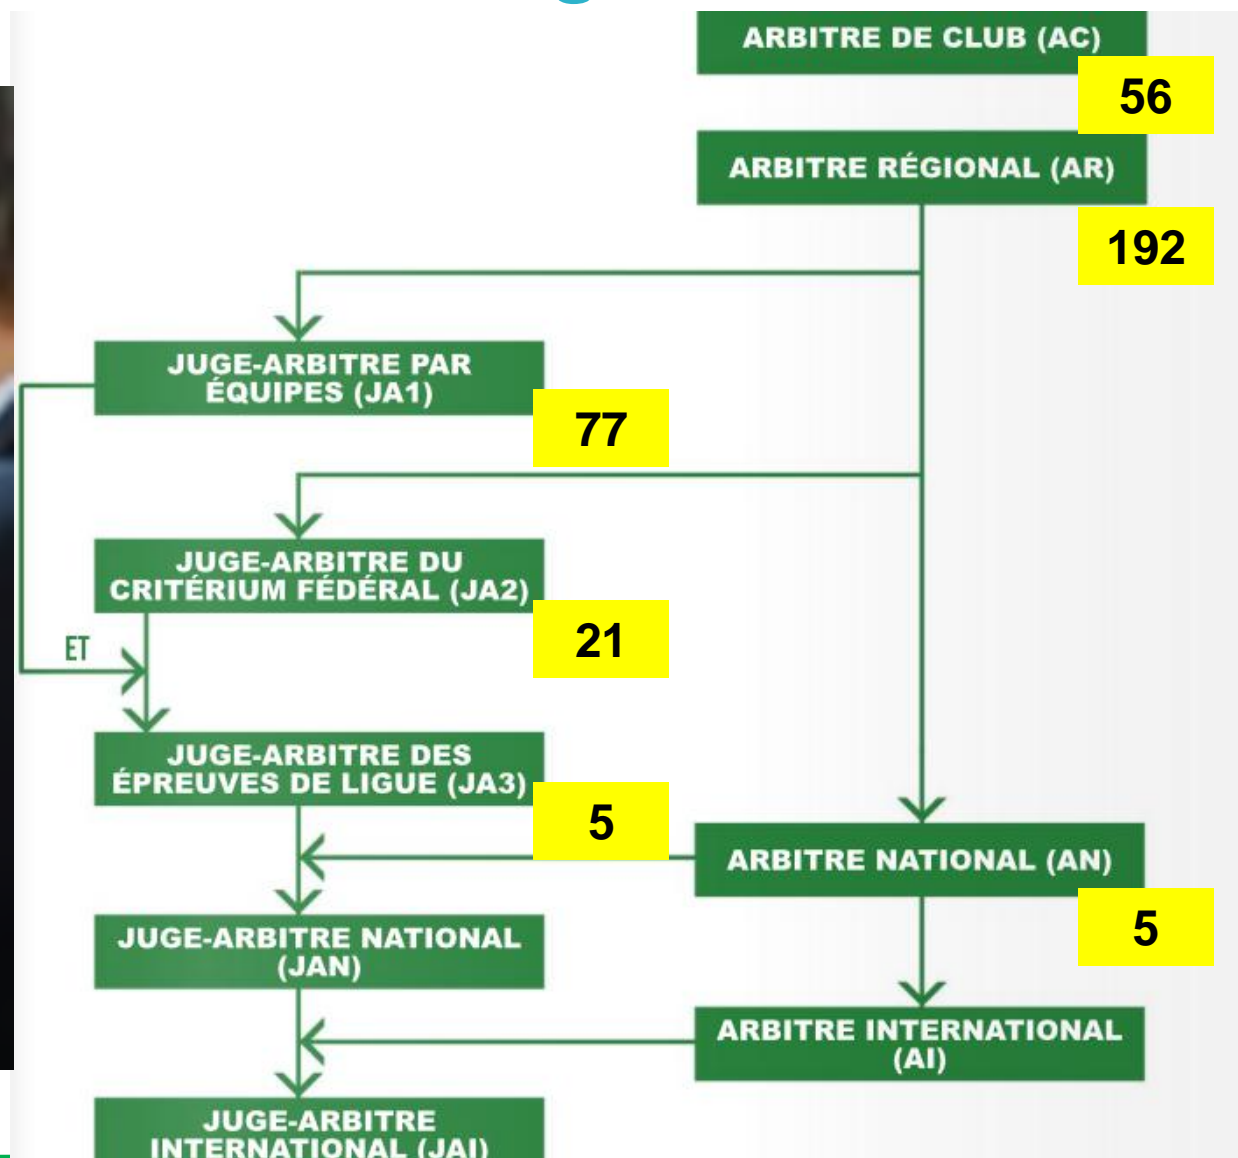 ARBITRE DE CLUB (AC)
56
ARBITRE RÉGIONAL (AR)
192
JUGE-ARBITRE PAR
ÉQUIPES (JA1)
77
JUGE-ARBITRE DU
CRITÉRIUM FÉDÉRAL (JA2)
21
ET
JUGE-ARBITRE DES
ÉPREUVES DE LIGUE (JA3)
5
ARBITRE NATIONAL (AN)
5
JUGE-ARBITRE NATIONAL
(JAN)
ARBITRE INTERNATIONAL
(AI)
JUGE-ARBITRE
INTERNATIONAL (JAI)